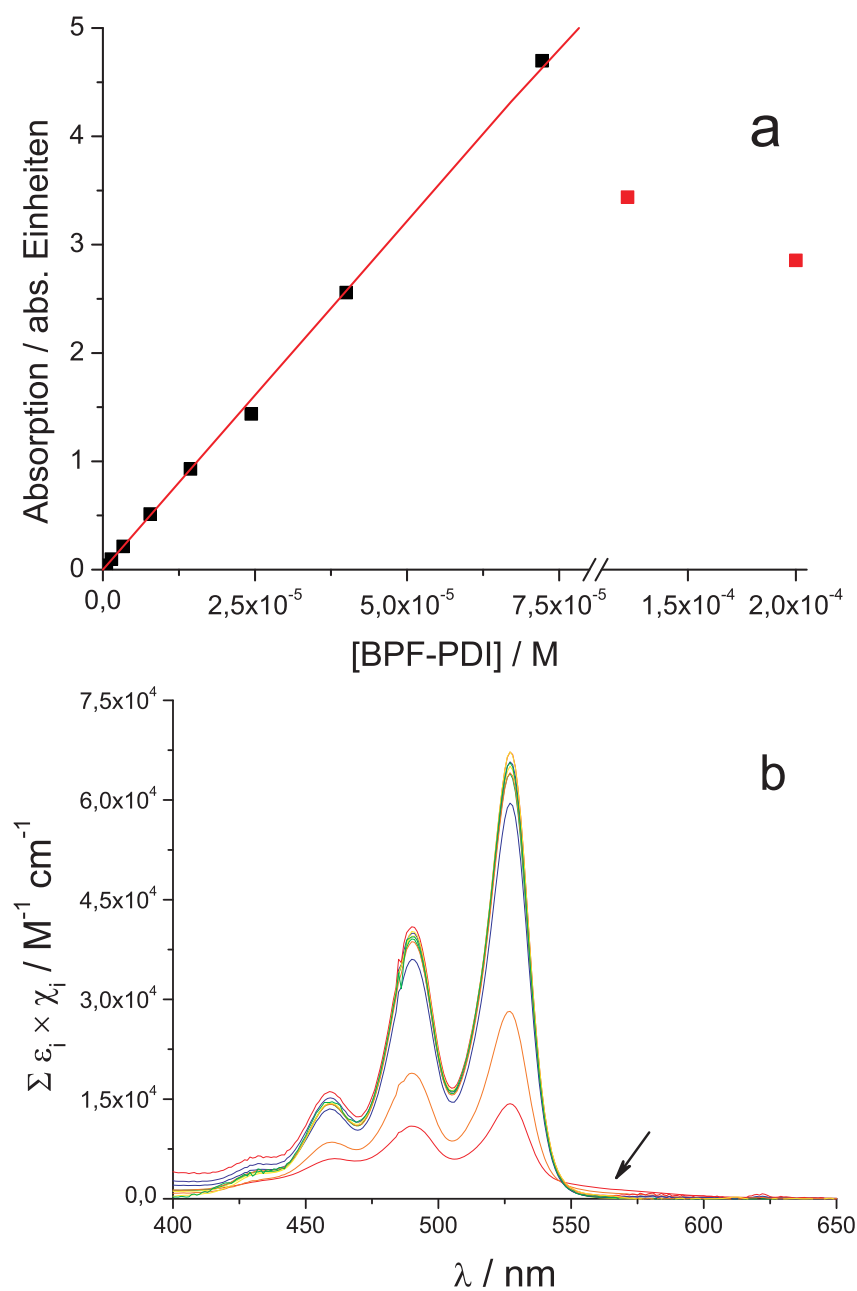 5
4
3
2
1
0
Absorption / abs. Einheiten
a
0,0 2,5x10⁻⁵ 5,0x10⁻⁵ 7,5x10⁻⁵ 1,5x10⁻⁴ 2,0x10⁻⁴
[BPF-PDI] / M
7,5x10⁴
6,0x10⁴
4,5x10⁴
3,0x10⁴
1,5x10⁴
0,0
Σ εᵢ × χᵢ / M⁻¹ cm⁻¹
b
400 450 500 550 600 650
λ / nm